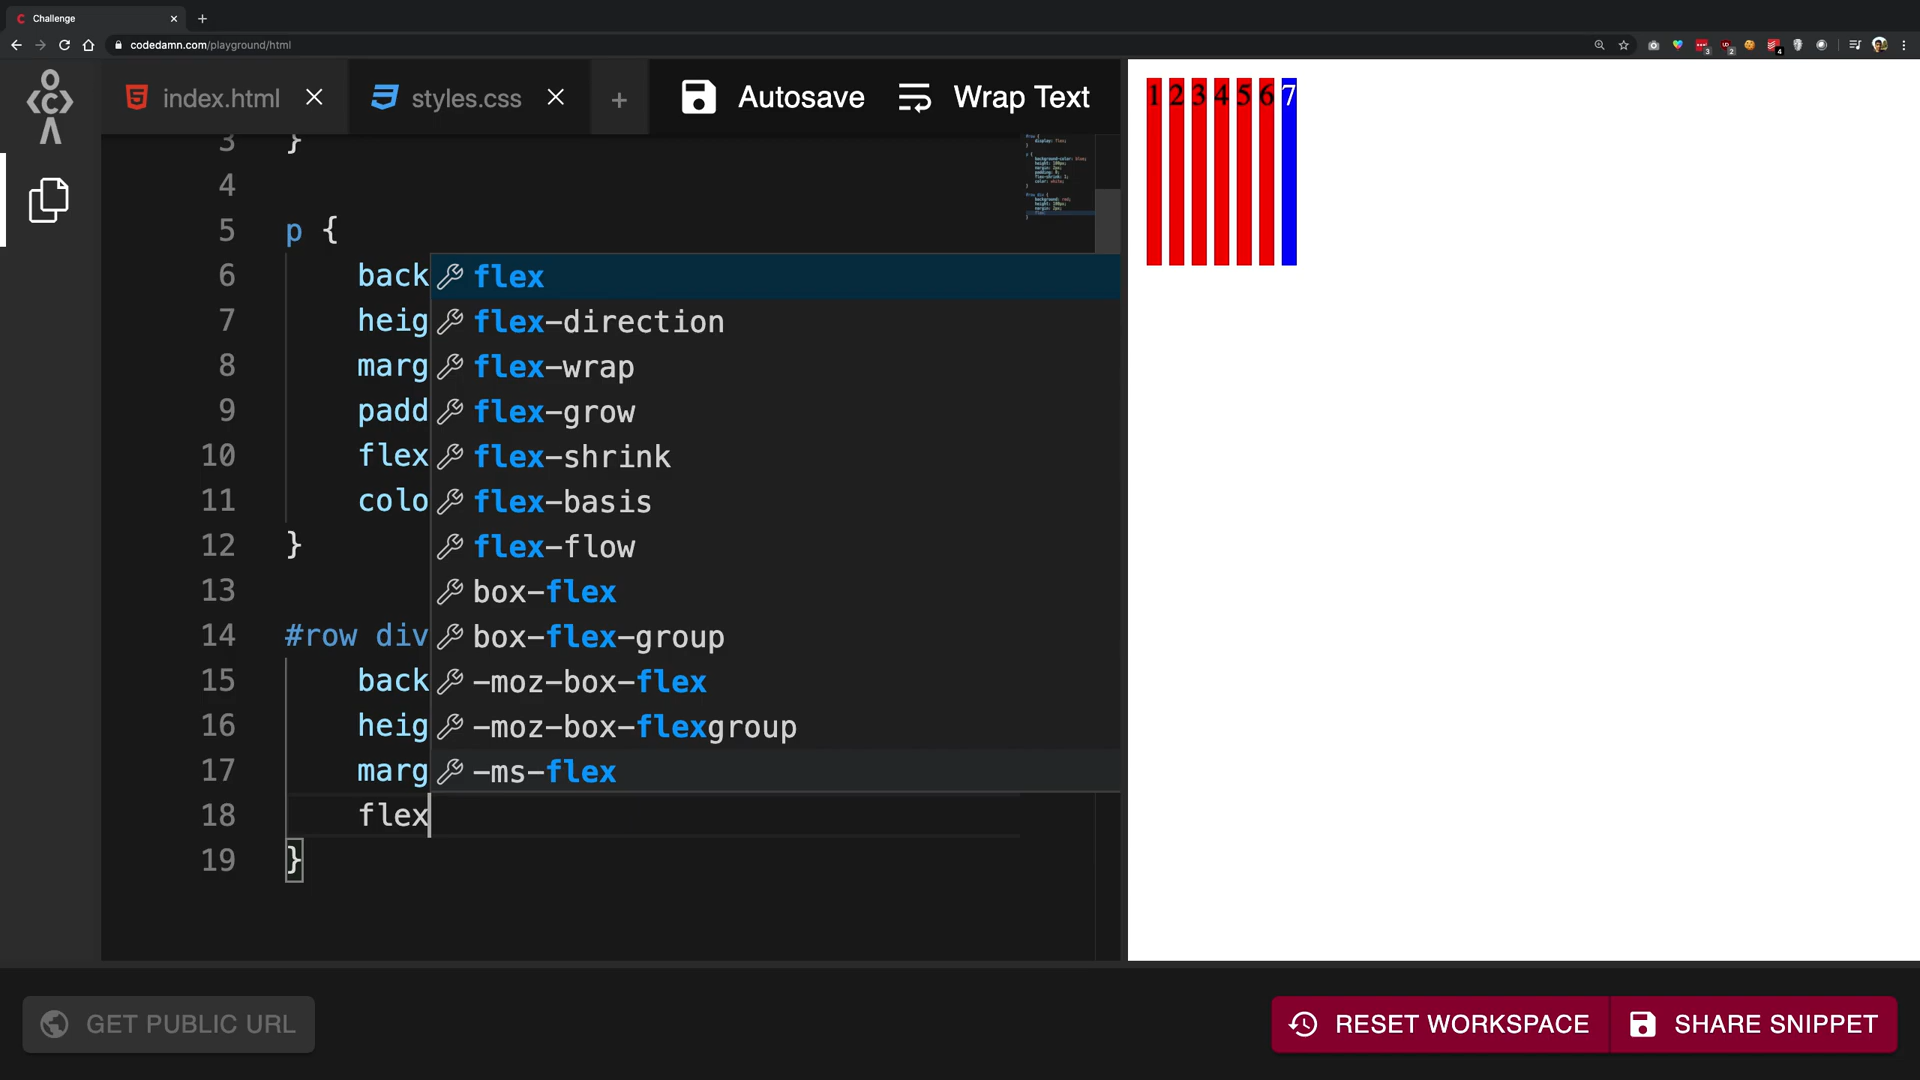 Challenge
codedamn.com/playground/html
index.html
styles.css
Autosave
Wrap Text
3 }
4
5 p {
6 back
7 heig
8 marg
9 padd
10 flex
11 colo
12 }
13
14 #row div
15 back
16 heig
17 marg
18 flex
19 }
flex
flex-direction
flex-wrap
flex-grow
flex-shrink
flex-basis
flex-flow
box-flex
box-flex-group
-moz-box-flex
-moz-box-flexgroup
-ms-flex
1 2 3 4 5 6 7
GET PUBLIC URL
RESET WORKSPACE
SHARE SNIPPET